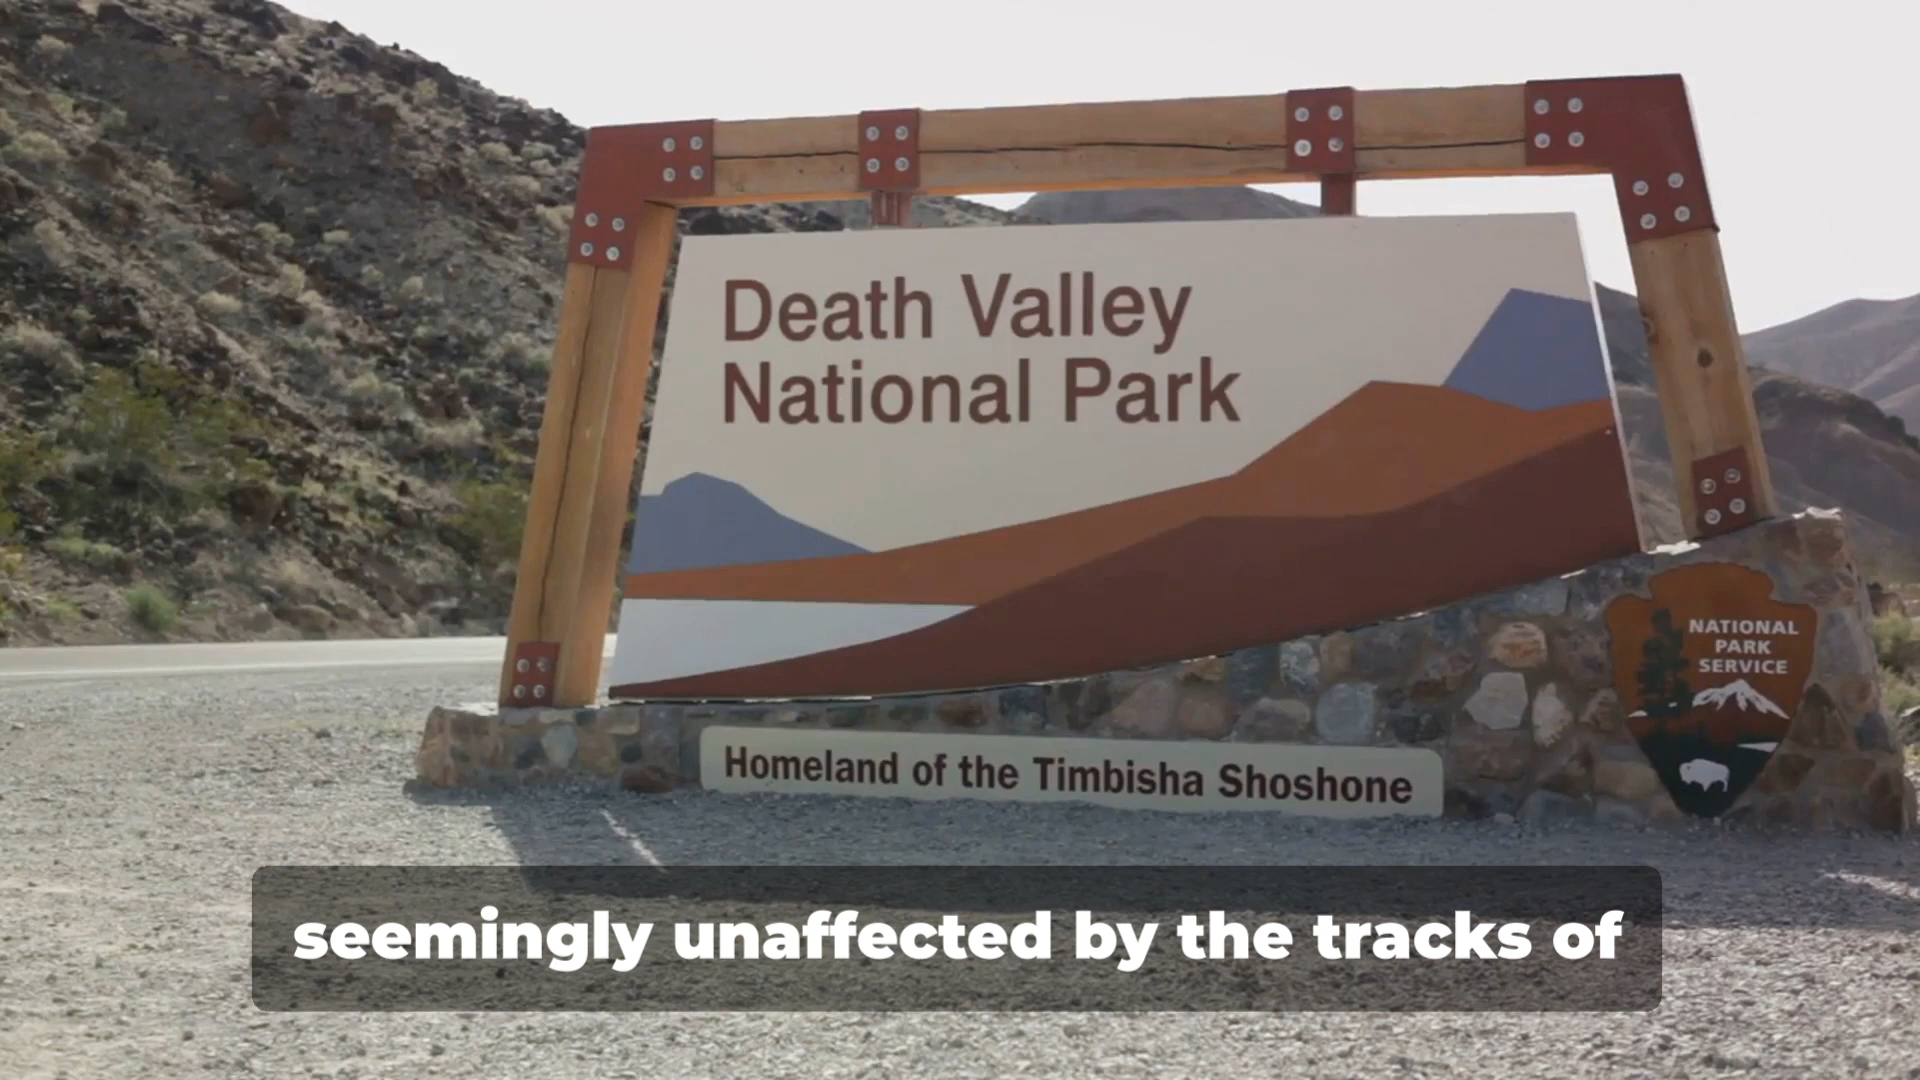 Death Valley
National Park
NATIONAL
PARK
SERVICE
Homeland of the Timbisha Shoshone
seemingly unaffected by the tracks of